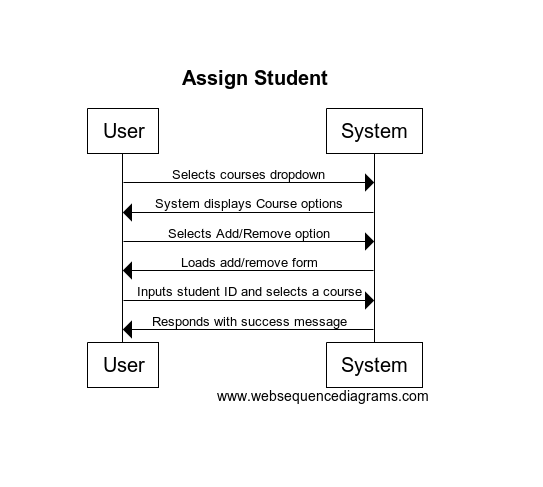 Assign Student
User
System
Selects courses dropdown
System displays Course options
Selects Add/Remove option
Loads add/remove form
Inputs student ID and selects a course
Responds with success message
User
System
www.websequencediagrams.com